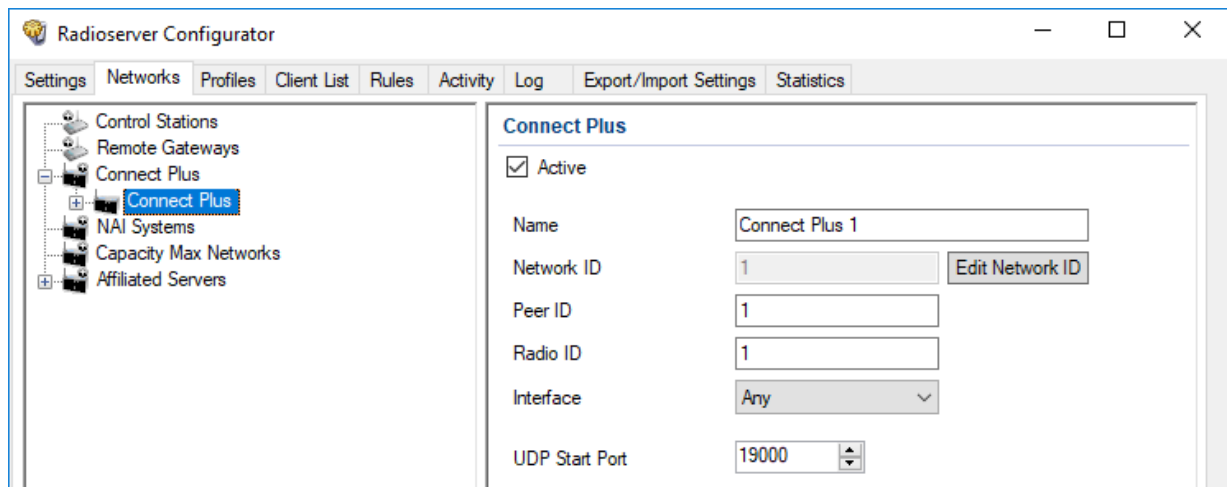 Radioserver Configurator
Settings Networks Profiles Client List Rules Activity Log Export/Import Settings Statistics
Control Stations
Remote Gateways
Connect Plus
Connect Plus
NAI Systems
Capacity Max Networks
Affiliated Servers
Connect Plus
Active
Name Connect Plus 1
Network ID 1 Edit Network ID
Peer ID 1
Radio ID 1
Interface Any
UDP Start Port 19000